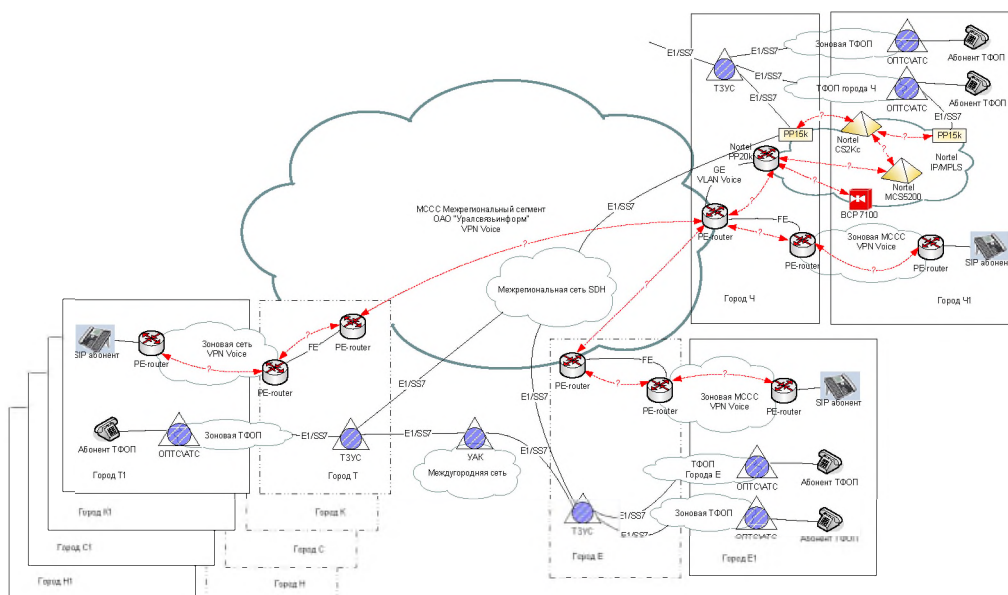 Зоновая ТФОП
ОПТС\АТС
Абонент ТФОП
E1/SS7
E1/SS7
E1/SS7
E1/SS7
ТЗУС
ТФОП города Ч
ОПТС\АТС
Абонент ТФОП
E1/SS7
PP15k
Nortel
CS2Kc
PP15k
Nortel
IP/MPLS
Nortel
PP20k
Nortel
MCS5200
GE
VLAN Voice
BCP 7100
E1/SS7
МССС Межрегиональный сегмент
ОАО "Уралсвязьинформ"
VPN Voice
PE-router
FE
PE-router
Зоновая МССС
VPN Voice
PE-router
SIP абонент
Межрегиональная сеть SDH
Город Ч
Город Ч1
SIP абонент
PE-router
Зоновая сеть
VPN Voice
FE
PE-router
PE-router
E1/SS7
E1/SS7
PE-router
FE
PE-router
Зоновая МССС
VPN Voice
PE-router
SIP абонент
Абонент ТФОП
ОПТС\АТС
Зоновая ТФОП
E1/SS7
ТЗУС
E1/SS7
УАК
E1/SS7
Междугородняя сеть
Город Т1
Город Т
E1/SS7
ТФОП
Города Е
ОПТС\АТС
Абонент ТФОП
ТЗУС
E1/SS7
Зоновая ТФОП
ОПТС\АТС
Абонент ТФОП
Город Е
Город Е1
Город К1
Город К
Город С1
Город С
Город Н1
Город Н
? ? ? ? ? ? ? ? ? ? ? ? ? ?